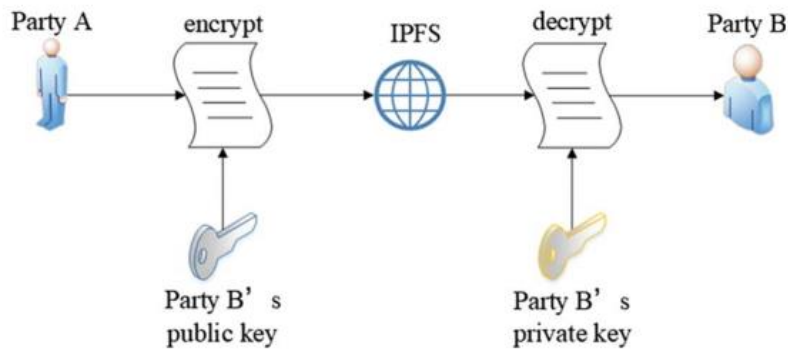 Party A
encrypt
IPFS
decrypt
Party B
Party B’ s
public key
Party B’ s
private key